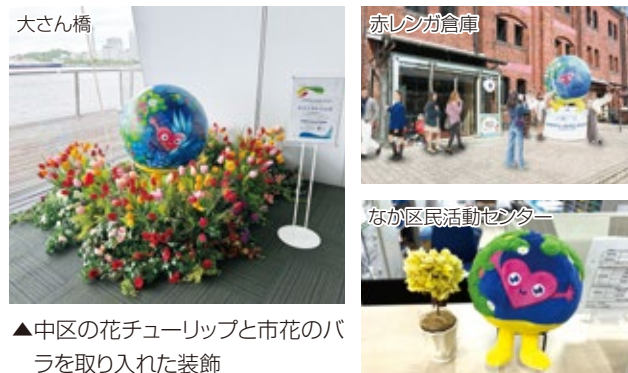 大さん橋
赤レンガ倉庫
なか区民活動センター
▲中区の花チューリップと市花のバ
ラを取り入れた装飾